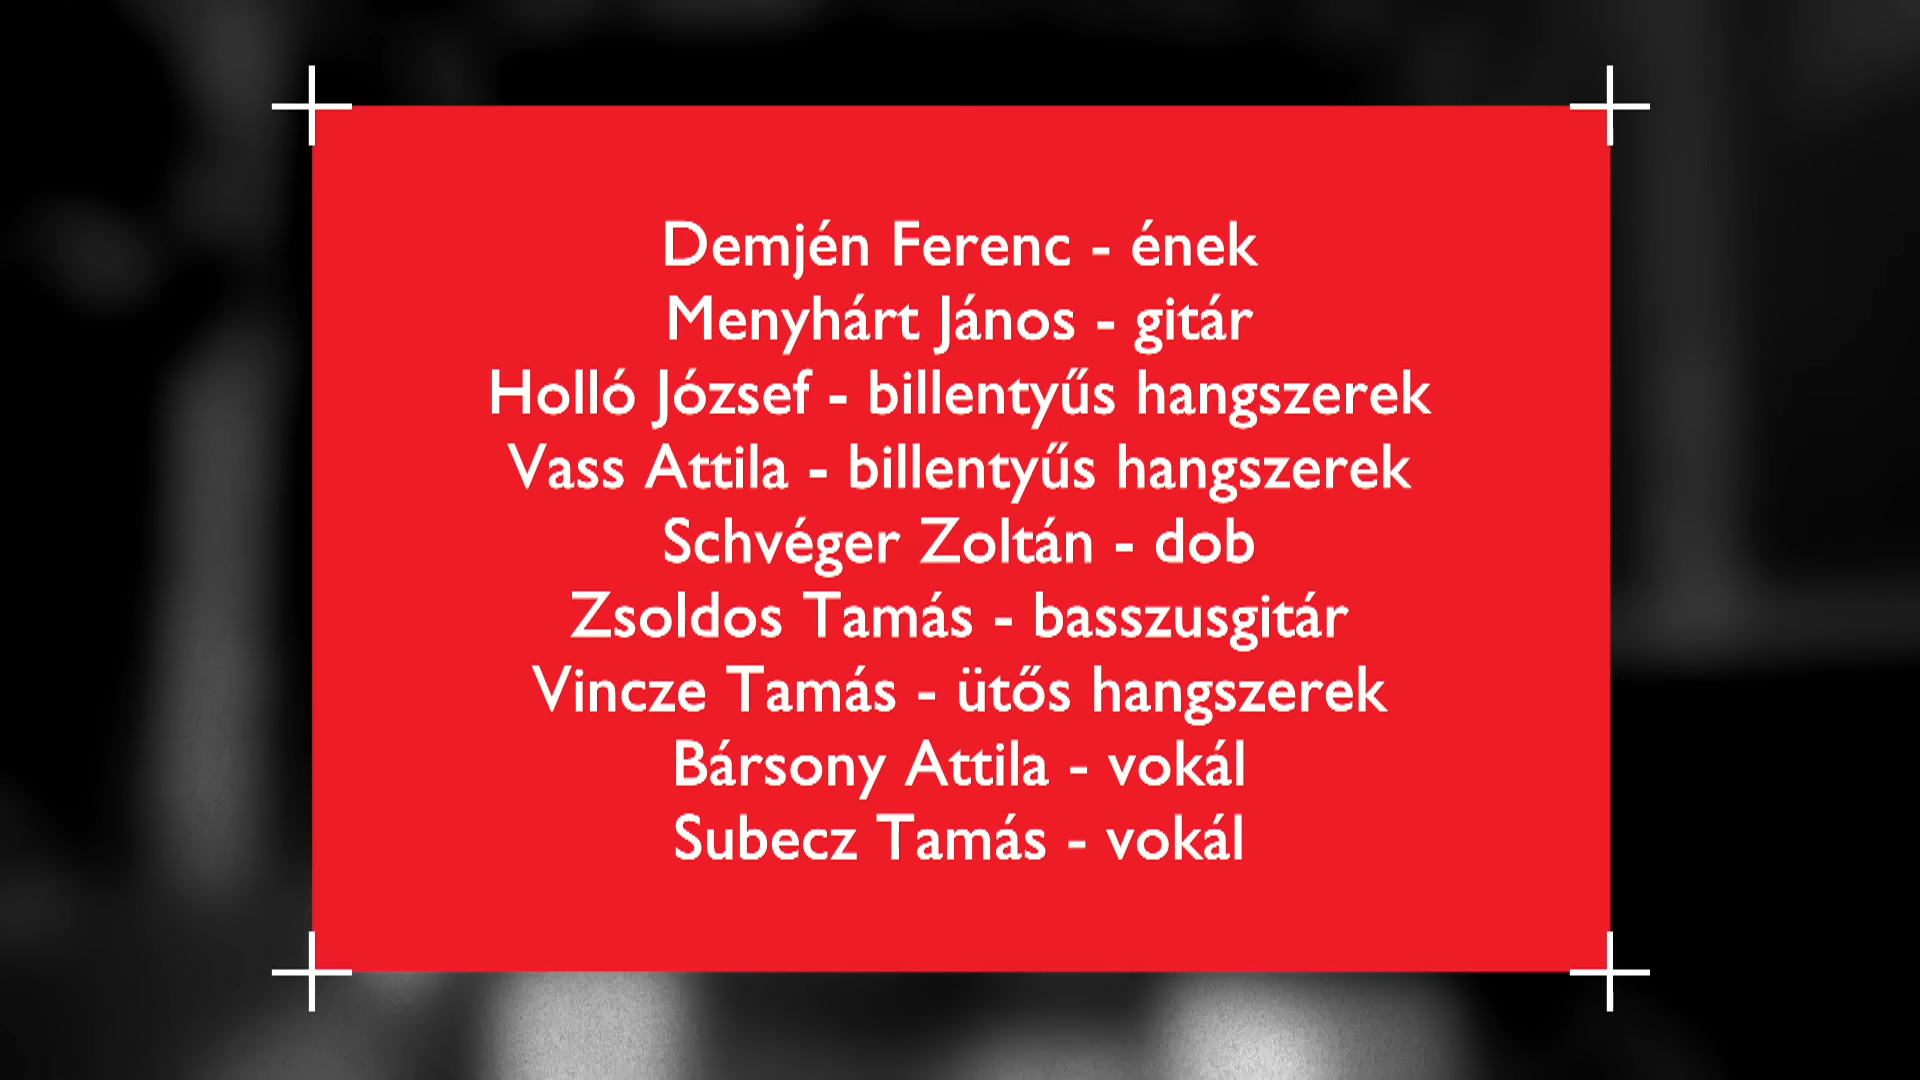 Demjén Ferenc - ének
Menyhárt János - gitár
Holló József - billentyűs hangszerek
Vass Attila - billentyűs hangszerek
Schvéger Zoltán - dob
Zsoldos Tamás - basszusgitár
Vincze Tamás - ütős hangszerek
Bársony Attila - vokál
Subecz Tamás - vokál